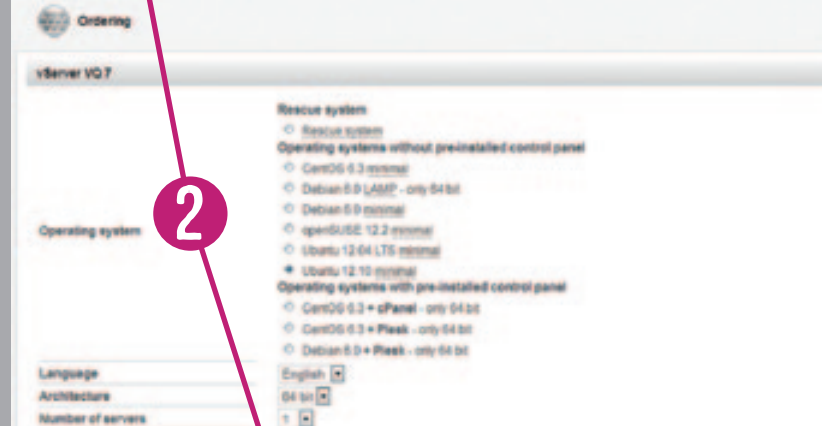 Ordering
vServer VQ 7
Rescue system
Rescue system
Operating systems without pre-installed control panel
CentOS 6.3 minimal
Debian 6.0 LAMP - only 64 bit
Debian 6.0 minimal
openSUSE 12.2 minimal
Operating system
2
Ubuntu 12.04 LTS minimal
Ubuntu 12.10 minimal
Operating systems with pre-installed control panel
CentOS 6.3 + cPanel - only 64 bit
CentOS 6.3 + Plesk - only 64 bit
Debian 6.0 + Plesk - only 64 bit
Language English
Architecture 64 bit
Number of servers 1